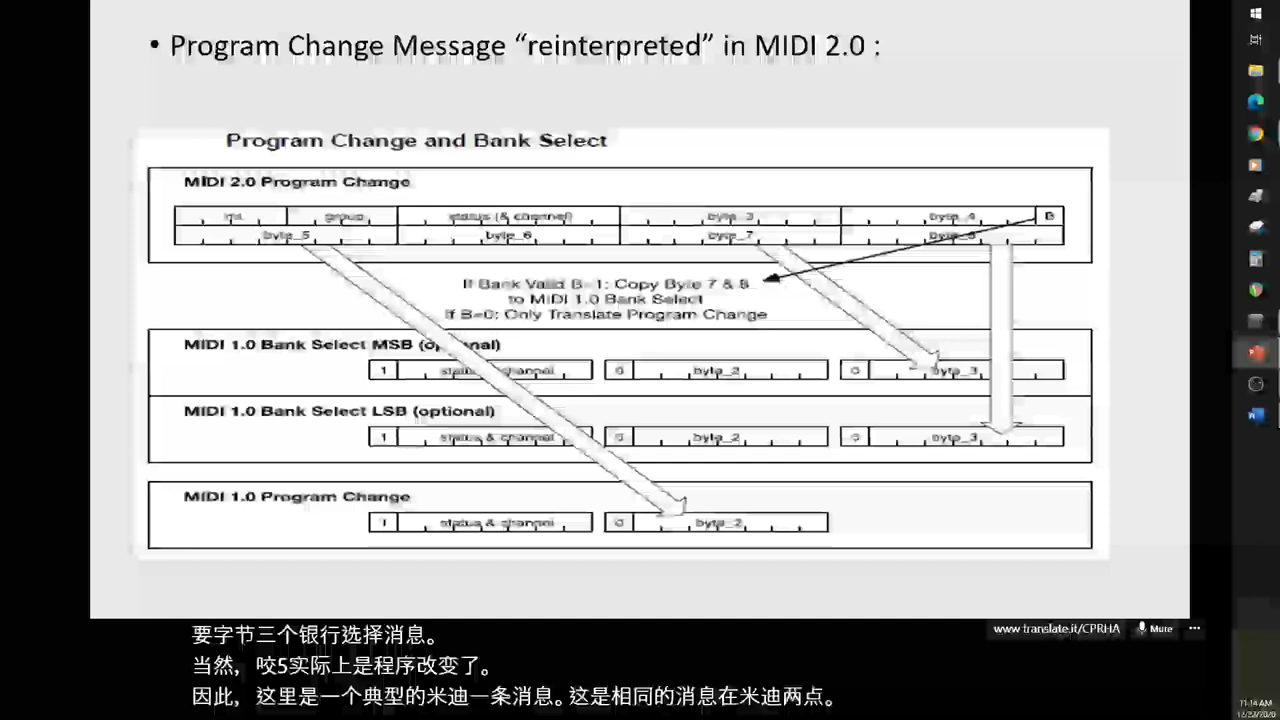 • Program Change Message “reinterpreted” in MIDI 2.0 :
Program Change and Bank Select
MIDI 2.0 Program Change
mt group status (& channel) byte_3 byte_4 B
byte_5 byte_6 byte_7 byte_8
If Bank Valid B=1: Copy Byte 7 & 8
to MIDI 1.0 Bank Select
If B=0: Only Translate Program Change
MIDI 1.0 Bank Select MSB (optional)
1 status & channel 0 byte_2 0 byte_3
MIDI 1.0 Bank Select LSB (optional)
1 status & channel 0 byte_2 0 byte_3
MIDI 1.0 Program Change
1 status & channel 0 byte_2
www.translate.it/CPRHA Mute
要字节三个银行选择消息。
当然，咬5实际上是程序改变了。
因此，这里是一个典型的米迪一条消息。这是相同的消息在米迪两点。
11:14 AM